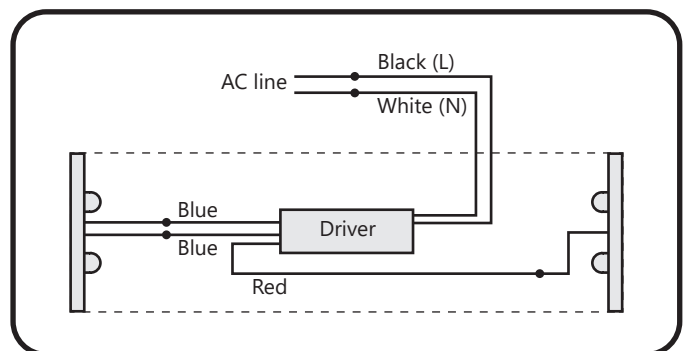 Black (L)
AC line
White (N)
Blue
Driver
Blue
Red